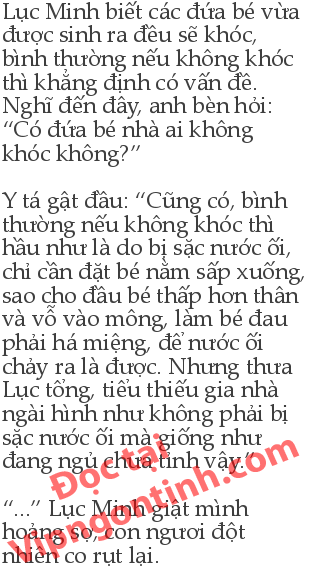 Lục Minh biết các đứa bé vừa
được sinh ra đều sẽ khóc,
bình thường nếu không khóc
thì khẳng định có vấn đề.
Nghĩ đến đây, anh bèn hỏi:
“Có đứa bé nhà ai không
khóc không?”
Y tá gật đầu: “Cũng có, bình
thường nếu không khóc thì
hầu như là do bị sặc nước ối,
chỉ cần đặt bé nằm sấp xuống,
sao cho đầu bé thấp hơn thân
và vỗ vào mông, làm bé đau
phải há miệng, để nước ối
chảy ra là được. Nhưng thưa
Lục tổng, tiểu thiếu gia nhà
ngài hình như không phải bị
sặc nước ối mà giống như
đang ngủ chưa tỉnh vậy.”
“...” Lục Minh giật mình
hoảng sợ, con ngươi đột
nhiên co rụt lại.
Đọc tại
Vipngontinh.com